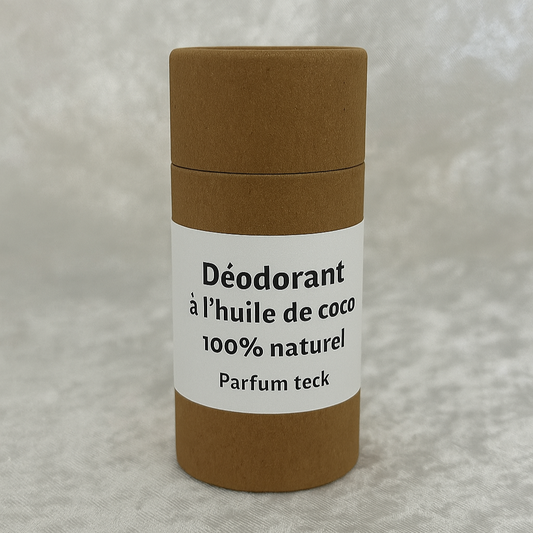 Déodorant
à l'huile de coco
100% naturel
Parfum teck